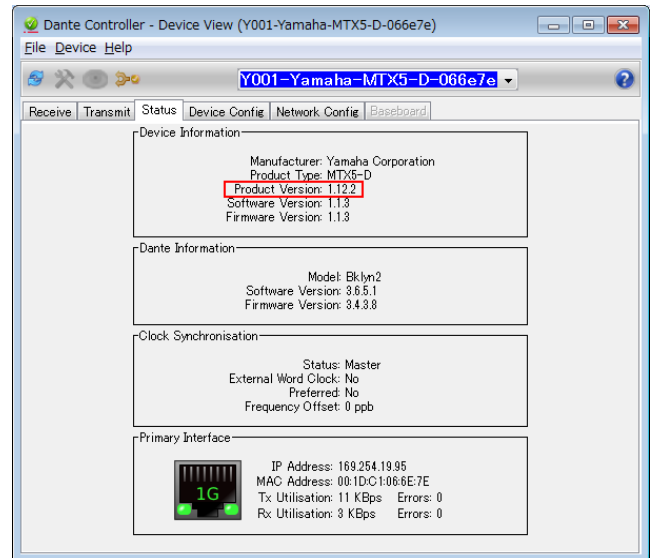 Dante Controller - Device View (Y001-Yamaha-MTX5-D-066e7e)
File Device Help
Y001-Yamaha-MTX5-D-066e7e
Receive Transmit Status Device Config Network Config Baseboard
Device Information
Manufacturer: Yamaha Corporation
Product Type: MTX5-D
Product Version: 1.12.2
Software Version: 1.1.3
Firmware Version: 1.1.3
Dante Information
Model: Bklyn2
Software Version: 3.6.5.1
Firmware Version: 3.4.3.8
Clock Synchronisation
Status: Master
External Word Clock: No
Preferred: No
Frequency Offset: 0 ppb
Primary Interface
1G
IP Address: 169.254.19.95
MAC Address: 00:1D:C1:06:6E:7E
Tx Utilisation: 11 KBps Errors: 0
Rx Utilisation: 3 KBps Errors: 0